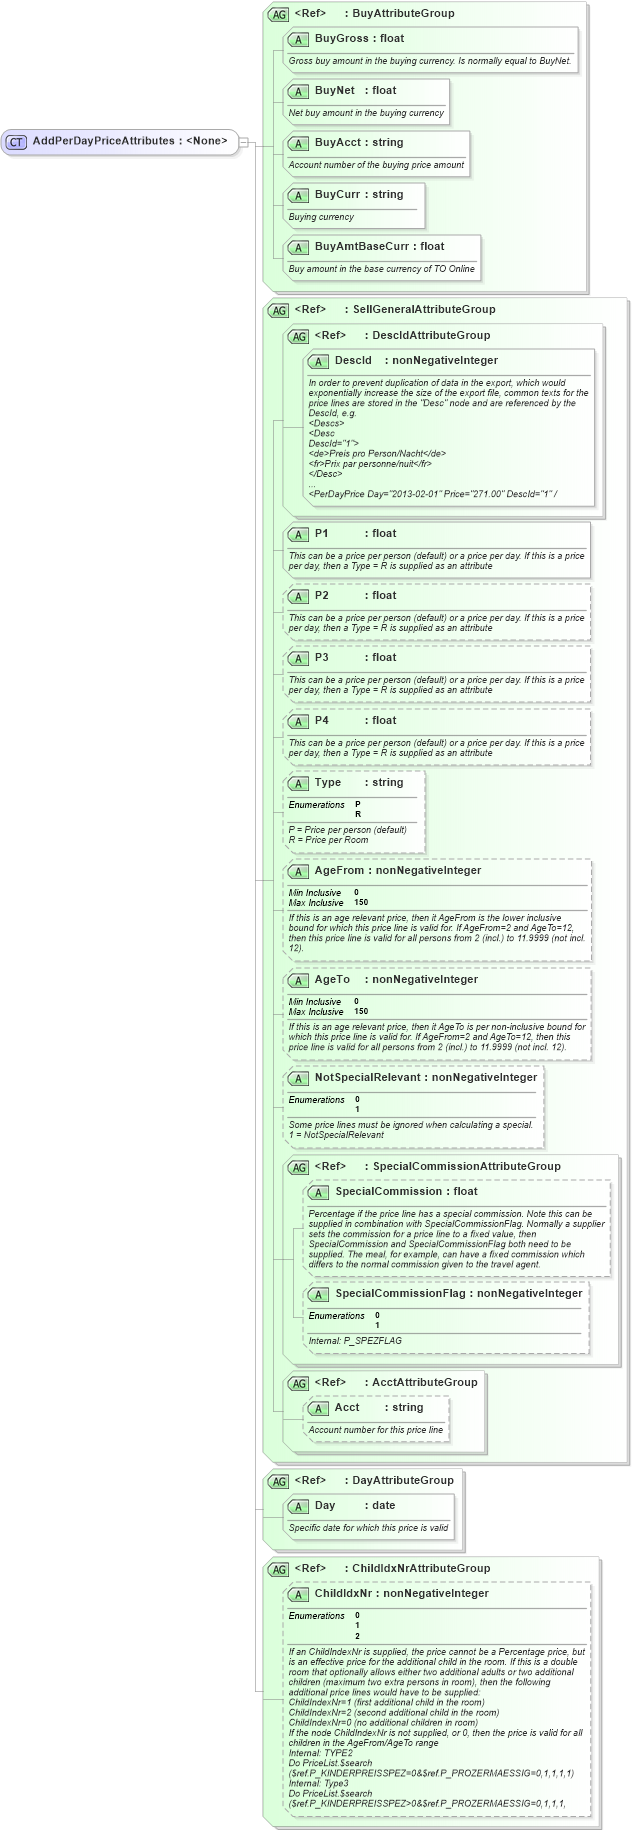 AG <Ref> : BuyAttributeGroup
A BuyGross : float
Gross buy amount in the buying currency. Is normally equal to BuyNet.
A BuyNet : float
Net buy amount in the buying currency
CT AddPerDayPriceAttributes : <None>
A BuyAcct : string
Account number of the buying price amount
A BuyCurr : string
Buying currency
A BuyAmtBaseCurr : float
Buy amount in the base currency of TO Online
AG <Ref> : SellGeneralAttributeGroup
AG <Ref> : DescIdAttributeGroup
A DescId : nonNegativeInteger
In order to prevent duplication of data in the export, which would
exponentially increase the size of the export file, common texts for the
price lines are stored in the "Desc" node and are referenced by the
DescId, e.g.
<Descs>
<Desc
DescId="1">
<de>Preis pro Person/Nacht</de>
<fr>Prix par personne/nuit</fr>
</Desc>
...
<PerDayPrice Day="2013-02-01" Price="271.00" DescId="1" /
A P1 : float
This can be a price per person (default) or a price per day. If this is a price
per day, then a Type = R is supplied as an attribute
A P2 : float
This can be a price per person (default) or a price per day. If this is a price
per day, then a Type = R is supplied as an attribute
A P3 : float
This can be a price per person (default) or a price per day. If this is a price
per day, then a Type = R is supplied as an attribute
A P4 : float
This can be a price per person (default) or a price per day. If this is a price
per day, then a Type = R is supplied as an attribute
A Type : string
Enumerations P
R
P = Price per person (default)
R = Price per Room
A AgeFrom : nonNegativeInteger
Min Inclusive 0
Max Inclusive 150
If this is an age relevant price, then it AgeFrom is the lower inclusive
bound for which this price line is valid for. If AgeFrom=2 and AgeTo=12,
then this price line is valid for all persons from 2 (incl.) to 11.9999 (not incl.
12).
A AgeTo : nonNegativeInteger
Min Inclusive 0
Max Inclusive 150
If this is an age relevant price, then it AgeTo is per non-inclusive bound for
which this price line is valid for. If AgeFrom=2 and AgeTo=12, then this
price line is valid for all persons from 2 (incl.) to 11.9999 (not incl. 12).
A NotSpecialRelevant : nonNegativeInteger
Enumerations 0
1
Some price lines must be ignored when calculating a special.
1 = NotSpecialRelevant
AG <Ref> : SpecialCommissionAttributeGroup
A SpecialCommission : float
Percentage if the price line has a special commission. Note this can be
supplied in combination with SpecialCommissionFlag. Normally a supplier
sets the commission for a price line to a fixed value, then
SpecialCommission and SpecialCommissionFlag both need to be
supplied. The meal, for example, can have a fixed commission which
differs to the normal commission given to the travel agent.
A SpecialCommissionFlag : nonNegativeInteger
Enumerations 0
1
Internal: P_SPEZFLAG
AG <Ref> : AcctAttributeGroup
A Acct : string
Account number for this price line
AG <Ref> : DayAttributeGroup
A Day : date
Specific date for which this price is valid
AG <Ref> : ChildIdxNrAttributeGroup
A ChildIdxNr : nonNegativeInteger
Enumerations 0
1
2
If an ChildIndexNr is supplied, the price cannot be a Percentage price, but
is an effective price for the additional child in the room. If this is a double
room that optionally allows either two additional adults or two additional
children (maximum two extra persons in room), then the following
additional price lines would have to be supplied:
ChildIndexNr=1 (first additional child in the room)
ChildIndexNr=2 (second additional child in the room)
ChildIndexNr=0 (no additional children in room)
If the node ChildIndexNr is not supplied, or 0, then the price is valid for all
children in the AgeFrom/AgeTo range
Internal: TYPE2
Do PriceList.$search
($ref.P_KINDERPREISSPEZ=0&$ref.P_PROZERMAESSIG=0,1,1,1,1)
Internal: Type3
Do PriceList.$search
($ref.P_KINDERPREISSPEZ>0&$ref.P_PROZERMAESSIG=0,1,1,1,